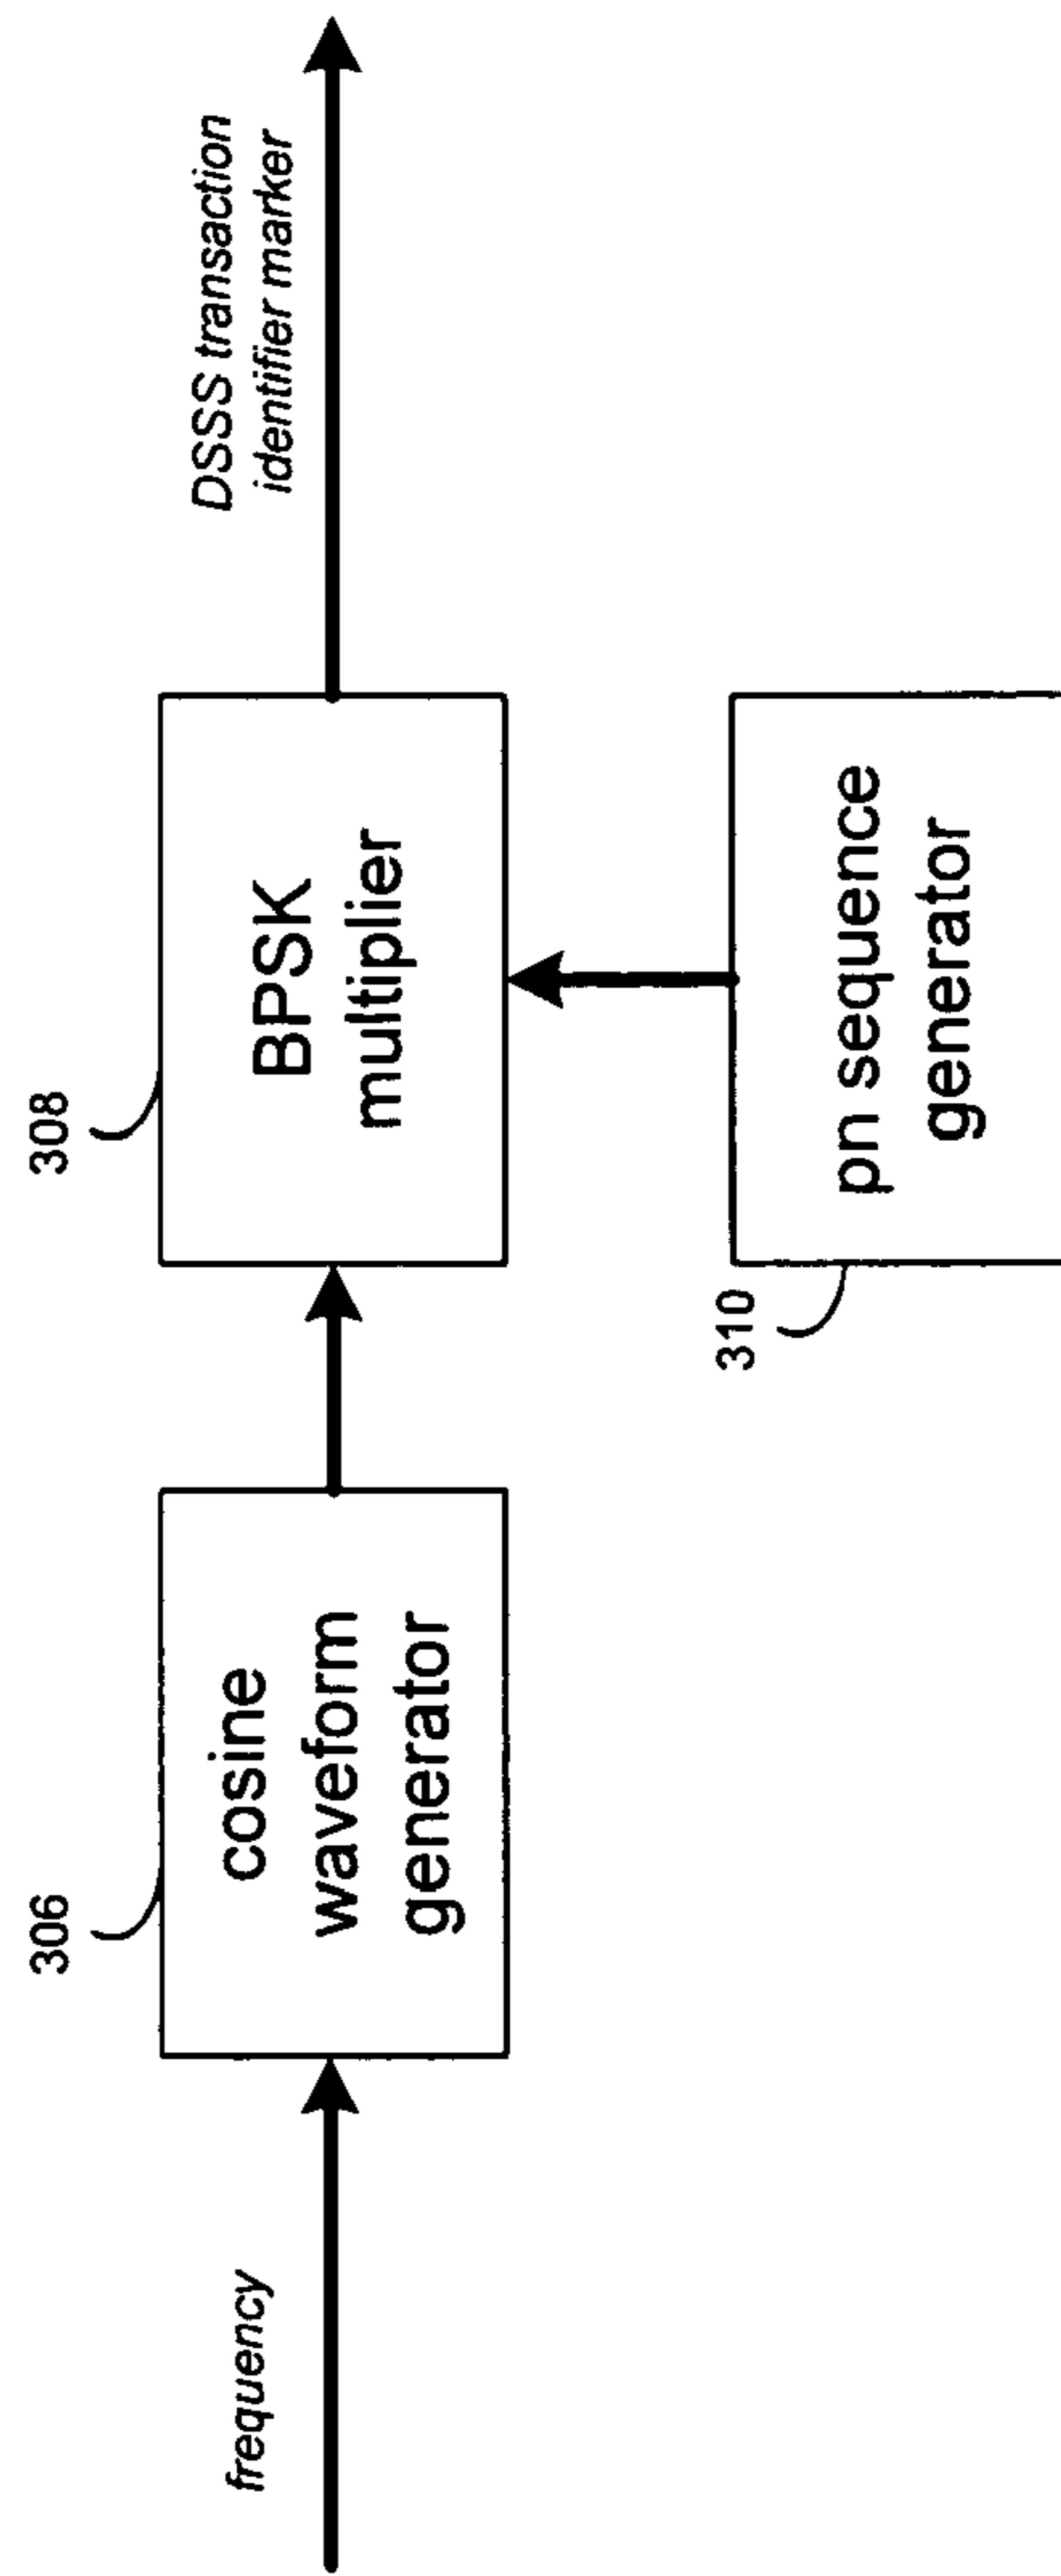 frequency
306
cosine
waveform
generator
308
BPSK
multiplier
DSSS transaction
identifier marker
310
pn sequence
generator